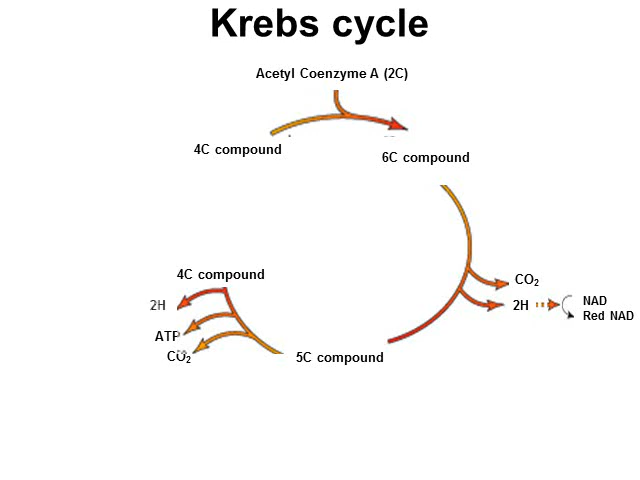 Krebs cycle
Acetyl Coenzyme A (2C)
4C compound
6C compound
4C compound
CO₂
2H
2H
NAD
Red NAD
ATP
CO₂
5C compound